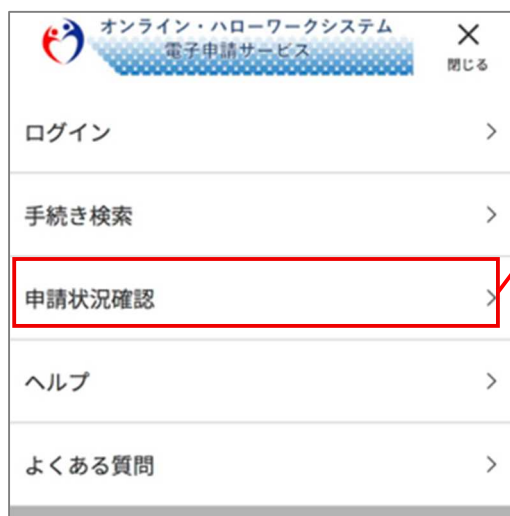 オンライン・ハローワークシステム
電子申請サービス
閉じる
ログイン
手続き検索
申請状況確認
ヘルプ
よくある質問